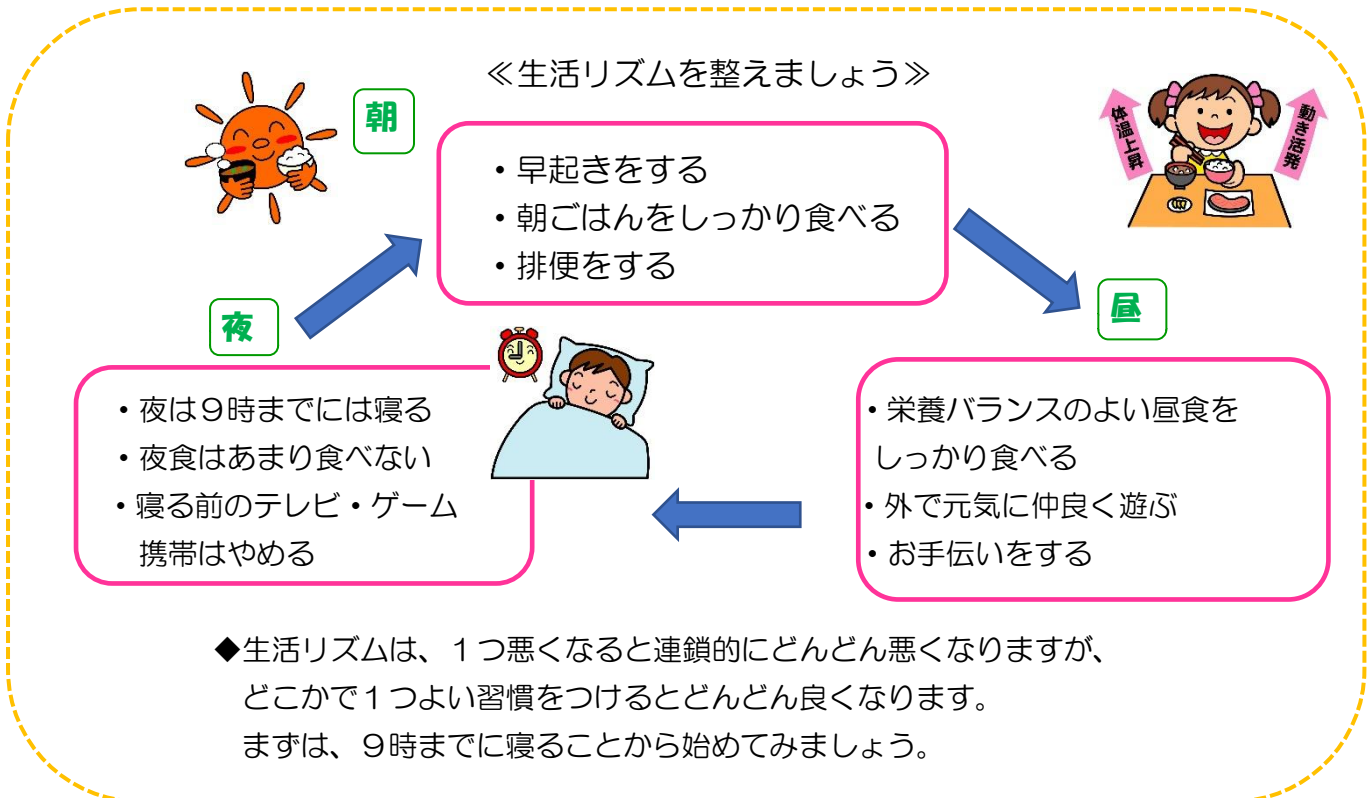 ≪生活リズムを整えましょう≫
朝
・早起きをする
・朝ごはんをしっかり食べる
・排便をする
体温上昇
動き活発
昼
・栄養バランスのよい昼食を
しっかり食べる
・外で元気に仲良く遊ぶ
・お手伝いをする
夜
・夜は９時までには寝る
・夜食はあまり食べない
・寝る前のテレビ・ゲーム
携帯はやめる
◆生活リズムは、１つ悪くなると連鎖的にどんどん悪くなりますが、
どこかで１つよい習慣をつけるとどんどん良くなります。
まずは、９時までに寝ることから始めてみましょう。